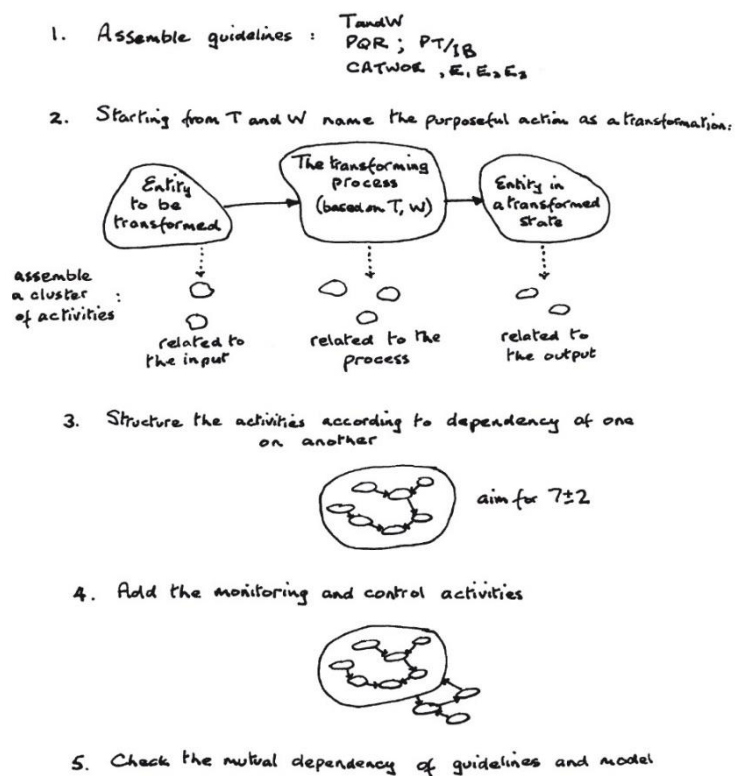 1. Assemble guidelines : TandW
PQR ; PT/IB
CATWOE , E1 E2 E3
2. Starting from T and W name the purposeful action as a transformation:
Entity
to be
transformed
The transforming
process
(based on T, W)
Entity in
a transformed
state
assemble
a cluster :
of activities
related to
the input
related to the
process
related to
the output
3. Structure the activities according to dependency of one
on another
aim for 7±2
4. Add the monitoring and control activities
5. Check the mutual dependency of guidelines and model